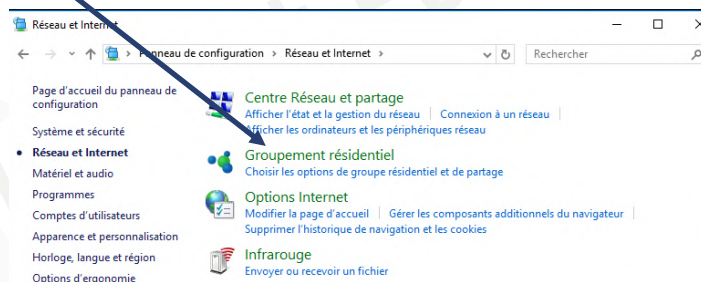 Réseau et Internet
Panneau de configuration > Réseau et Internet >
Rechercher
Page d'accueil du panneau de
configuration
Système et sécurité
Réseau et Internet
Matériel et audio
Programmes
Comptes d'utilisateurs
Apparence et personnalisation
Horloge, langue et région
Options d'ergonomie
Centre Réseau et partage
Afficher l'état et la gestion du réseau | Connexion à un réseau |
Afficher les ordinateurs et les périphériques réseau
Groupement résidentiel
Choisir les options de groupe résidentiel et de partage
Options Internet
Modifier la page d'accueil | Gérer les composants additionnels du navigateur |
Supprimer l'historique de navigation et les cookies
Infrarouge
Envoyer ou recevoir un fichier